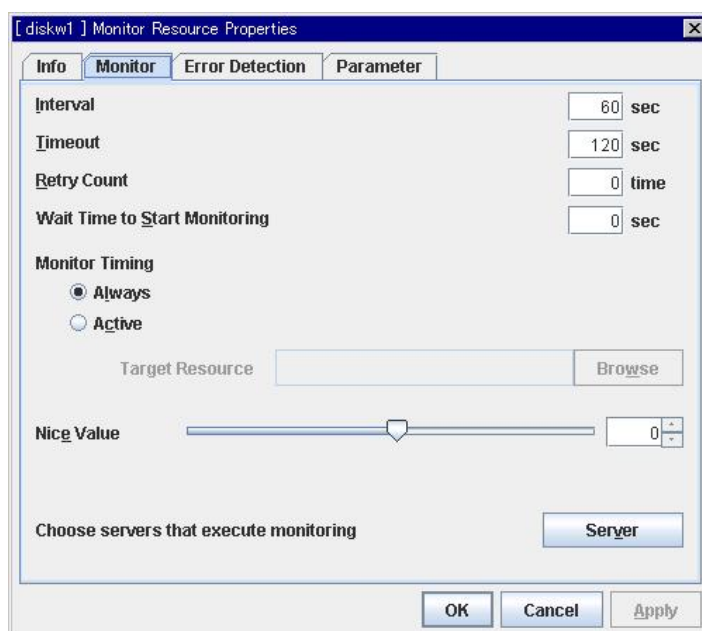 [ diskw1 ] Monitor Resource Properties
Info Monitor Error Detection Parameter
Interval 60 sec
Timeout 120 sec
Retry Count 0 time
Wait Time to Start Monitoring 0 sec
Monitor Timing
Always
Active
Target Resource Browse
Nice Value 0
Choose servers that execute monitoring Server
OK Cancel Apply